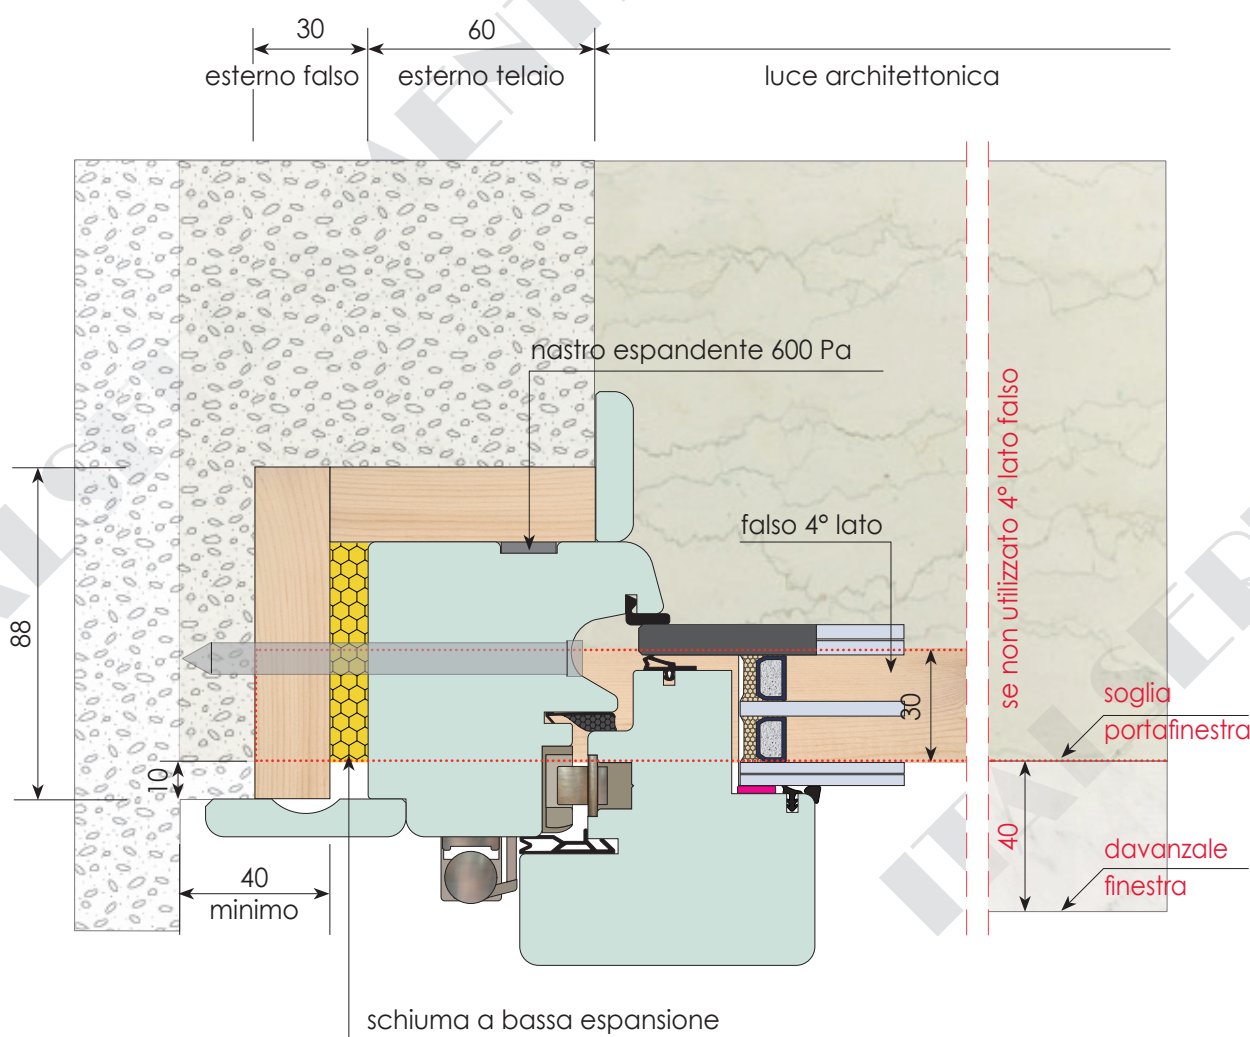 30
60
esterno falso
esterno telaio
luce architettonica
nastro espandente 600 Pa
falso 4° lato
se non utilizzato 4° lato falso
88
30
soglia
portafinestra
10
40
davanzale
finestra
40
minimo
schiuma a bassa espansione